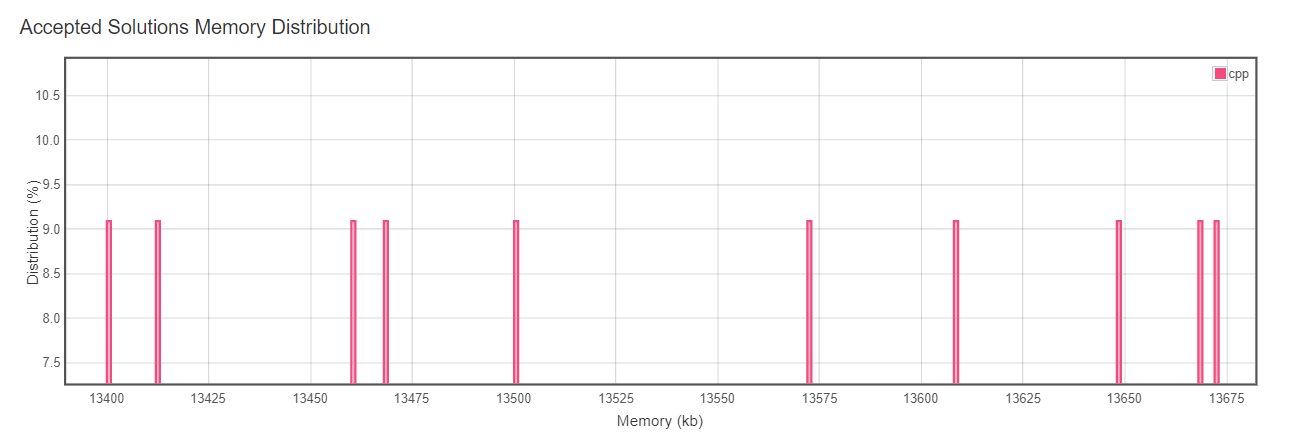 Accepted Solutions Memory Distribution
cpp
Distribution (%)
10.5
10.0
9.5
9.0
8.5
8.0
7.5
13400 13425 13450 13475 13500 13525 13550 13575 13600 13625 13650 13675
Memory (kb)